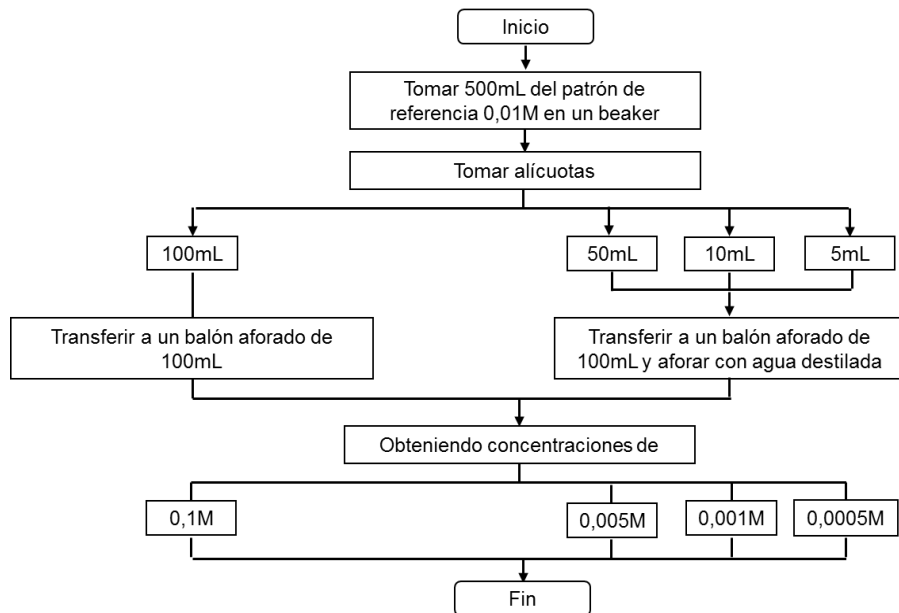 Inicio
Tomar 500mL del patrón de
referencia 0,01M en un beaker
Tomar alícuotas
100mL
50mL
10mL
5mL
Transferir a un balón aforado de
100mL
Transferir a un balón aforado de
100mL y aforar con agua destilada
Obteniendo concentraciones de
0,1M
0,005M
0,001M
0,0005M
Fin